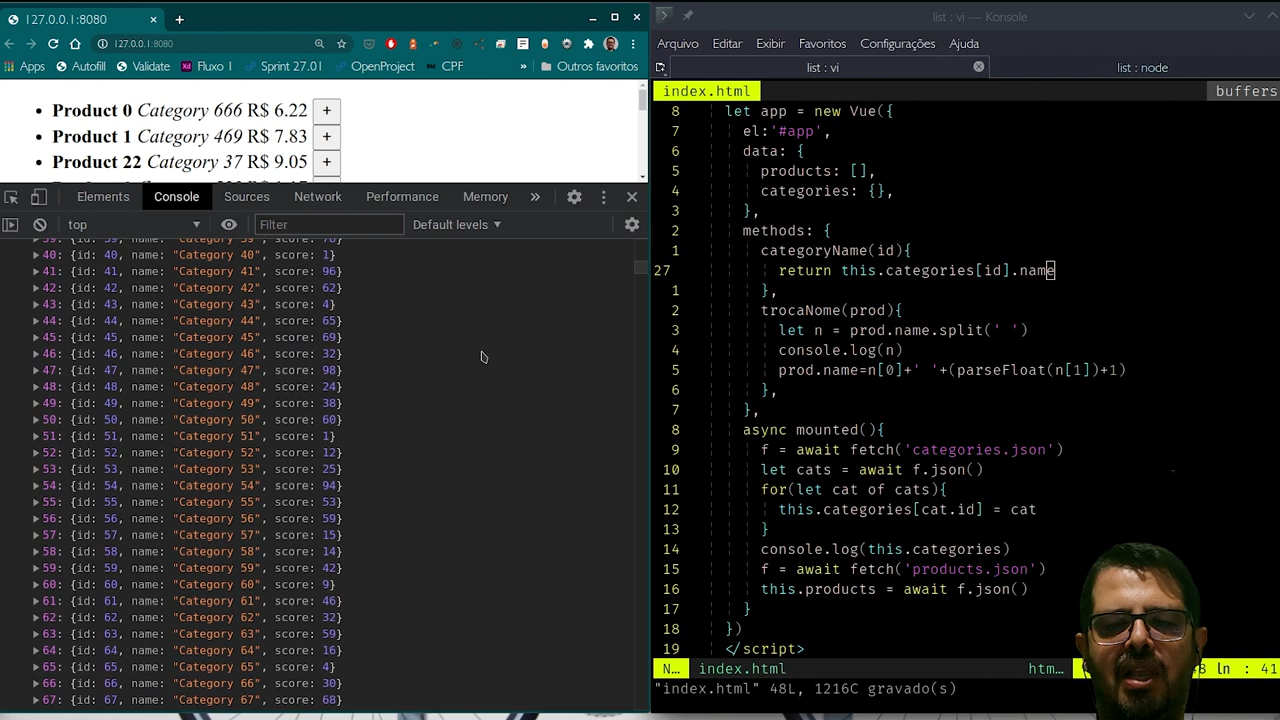 127.0.0.1:8080
127.0.0.1:8080
Apps Autofill Validate Fluxo I Sprint 27.01 OpenProject CPF » Outros favoritos
• Product 0 Category 666 R$ 6.22 +
• Product 1 Category 469 R$ 7.83 +
• Product 22 Category 37 R$ 9.05 +
Elements Console Sources Network Performance Memory »
top Filter Default levels
40: {id: 40, name: "Category 40", score: 1}
41: {id: 41, name: "Category 41", score: 96}
42: {id: 42, name: "Category 42", score: 62}
43: {id: 43, name: "Category 43", score: 4}
44: {id: 44, name: "Category 44", score: 65}
45: {id: 45, name: "Category 45", score: 69}
46: {id: 46, name: "Category 46", score: 32}
47: {id: 47, name: "Category 47", score: 98}
48: {id: 48, name: "Category 48", score: 24}
49: {id: 49, name: "Category 49", score: 38}
50: {id: 50, name: "Category 50", score: 60}
51: {id: 51, name: "Category 51", score: 1}
52: {id: 52, name: "Category 52", score: 12}
53: {id: 53, name: "Category 53", score: 25}
54: {id: 54, name: "Category 54", score: 94}
55: {id: 55, name: "Category 55", score: 53}
56: {id: 56, name: "Category 56", score: 59}
57: {id: 57, name: "Category 57", score: 15}
58: {id: 58, name: "Category 58", score: 14}
59: {id: 59, name: "Category 59", score: 42}
60: {id: 60, name: "Category 60", score: 9}
61: {id: 61, name: "Category 61", score: 46}
62: {id: 62, name: "Category 62", score: 32}
63: {id: 63, name: "Category 63", score: 59}
64: {id: 64, name: "Category 64", score: 16}
65: {id: 65, name: "Category 65", score: 4}
66: {id: 66, name: "Category 66", score: 30}
67: {id: 67, name: "Category 67", score: 68}
list : vi — Konsole
Arquivo Editar Exibir Favoritos Configurações Ajuda
list : vi list : node
index.html buffers
8 let app = new Vue({
7 el:'#app',
6 data: {
5 products: [],
4 categories: {},
3 },
2 methods: {
1 categoryName(id){
27 return this.categories[id].name
1 },
2 trocaNome(prod){
3 let n = prod.name.split(' ')
4 console.log(n)
5 prod.name=n[0]+' '+(parseFloat(n[1])+1)
6 },
7 },
8 async mounted(){
9 f = await fetch('categories.json')
10 let cats = await f.json()
11 for(let cat of cats){
12 this.categories[cat.id] = cat
13 }
14 console.log(this.categories)
15 f = await fetch('products.json')
16 this.products = await f.json()
17 }
18 })
19 </script>
N… index.html htm… ln : 41
"index.html" 48L, 1216C gravado(s)